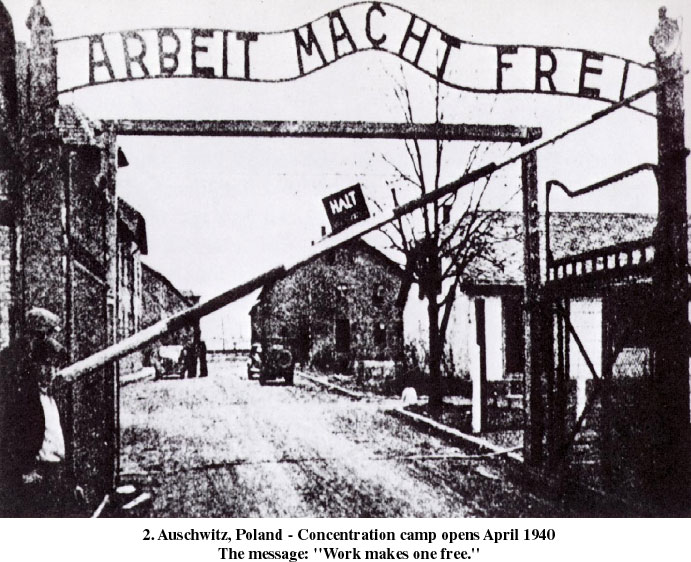 ARBEIT MACHT FREI
HALT
2. Auschwitz, Poland - Concentration camp opens April 1940
The message: "Work makes one free."